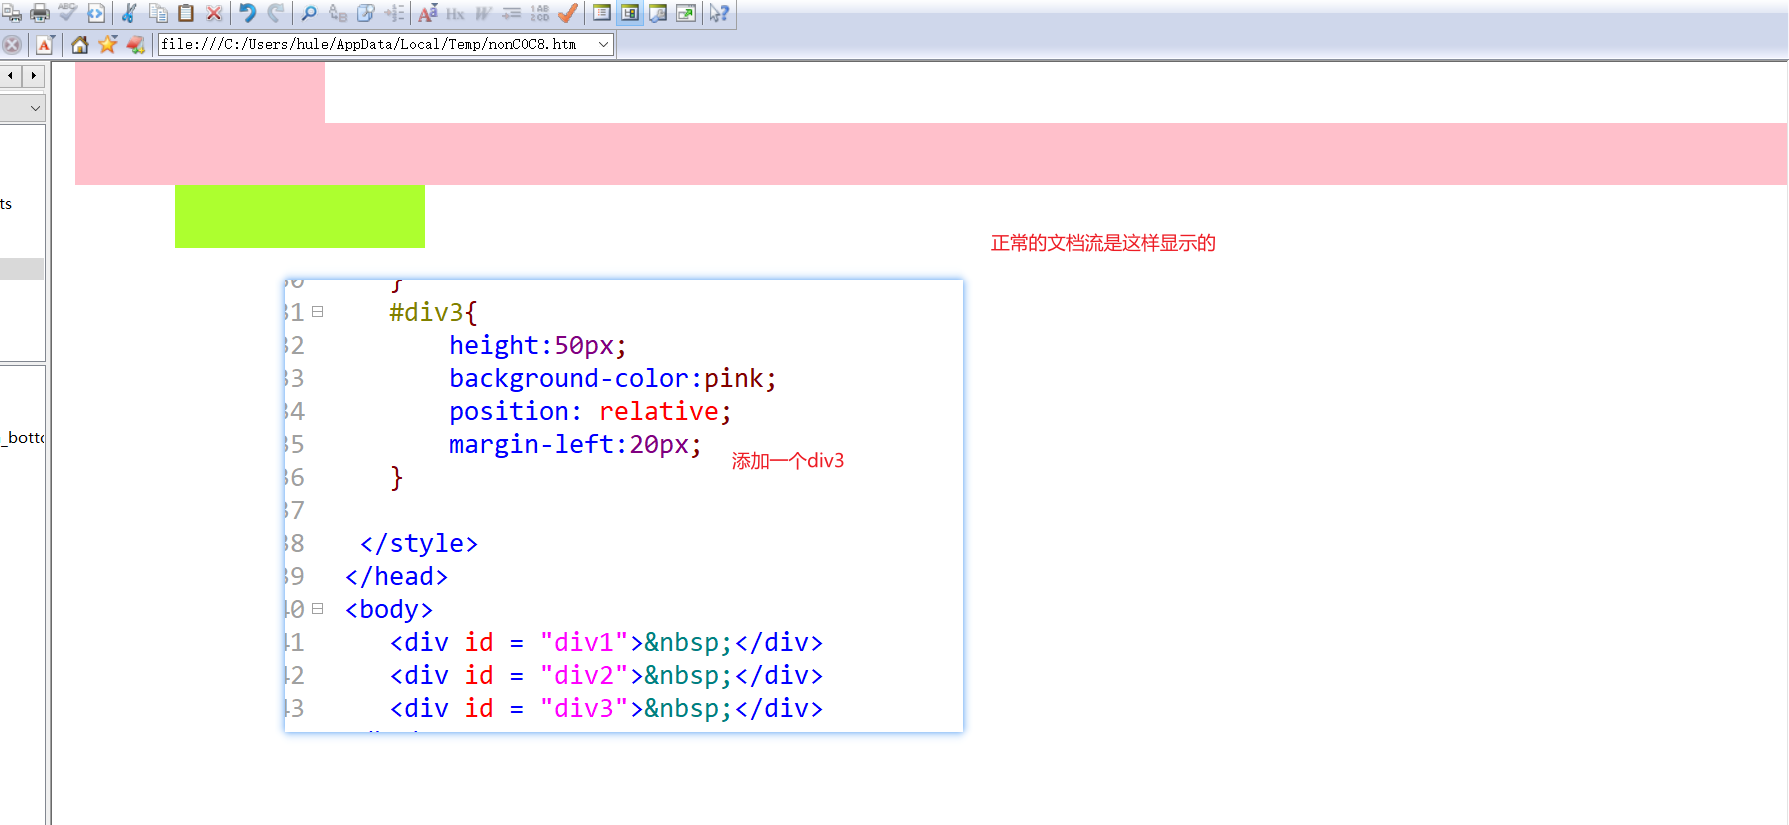 file:///C:/Users/hule/AppData/Local/Temp/nonC0C8.htm
ts
_botto
正常的文档流是这样显示的
}
31 #div3{
32 height:50px;
33 background-color:pink;
34 position: relative;
35 margin-left:20px;
添加一个div3
36 }
37
38 </style>
39 </head>
40 <body>
41 <div id = "div1">&nbsp;</div>
42 <div id = "div2">&nbsp;</div>
43 <div id = "div3">&nbsp;</div>